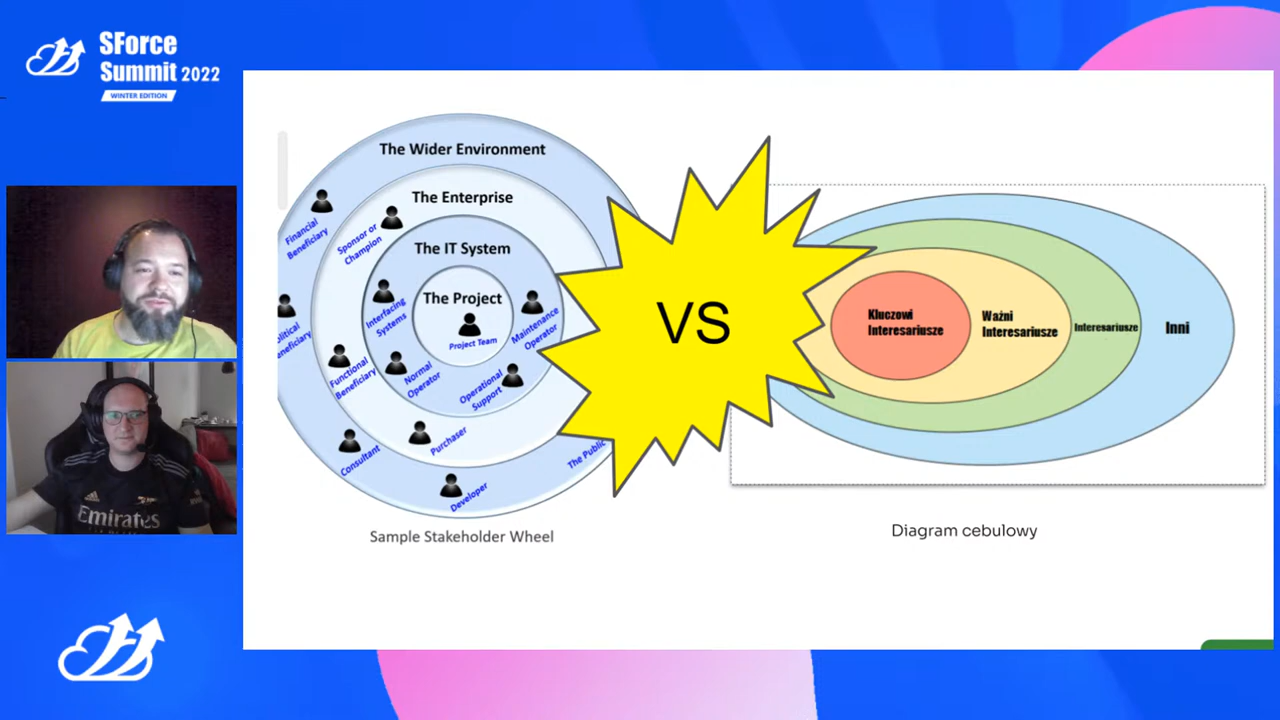 SForce
Summit 2022
WINTER EDITION
The Wider Environment
The Enterprise
The IT System
The Project
Project Team
Financial
Beneficiary
Sponsor or
Champion
Interfacing
Systems
Maintenance
Operator
Functional
Beneficiary
Normal
Operator
Operational
Support
Purchaser
Consultant
The Public
Developer
Sample Stakeholder Wheel
VS
Kluczowi
Interesariusze
Ważni
Interesariusze
Interesariusze
Inni
Diagram cebulowy
Emirates